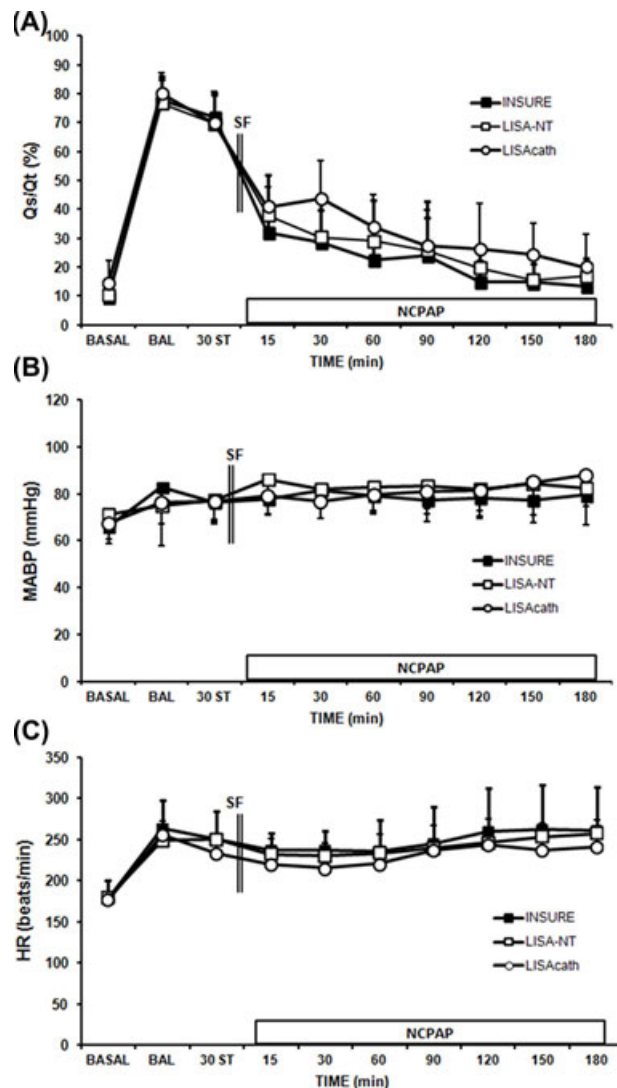 (A)
100
90
80
70
60
50
40
30
20
10
0
Qs/Qt (%)
SF
INSURE
LISA-NT
LISAcath
NCPAP
BASAL BAL 30 ST 15 30 60 90 120 150 180
TIME (min)
(B)
120
100
80
60
40
20
0
MABP (mmHg)
SF
INSURE
LISA-NT
LISAcath
NCPAP
BASAL BAL 30 ST 15 30 60 90 120 150 180
TIME (min)
(C)
350
300
250
200
150
100
50
0
HR (beats/min)
SF
INSURE
LISA-NT
LISAcath
NCPAP
BASAL BAL 30 ST 15 30 60 90 120 150 180
TIME (min)